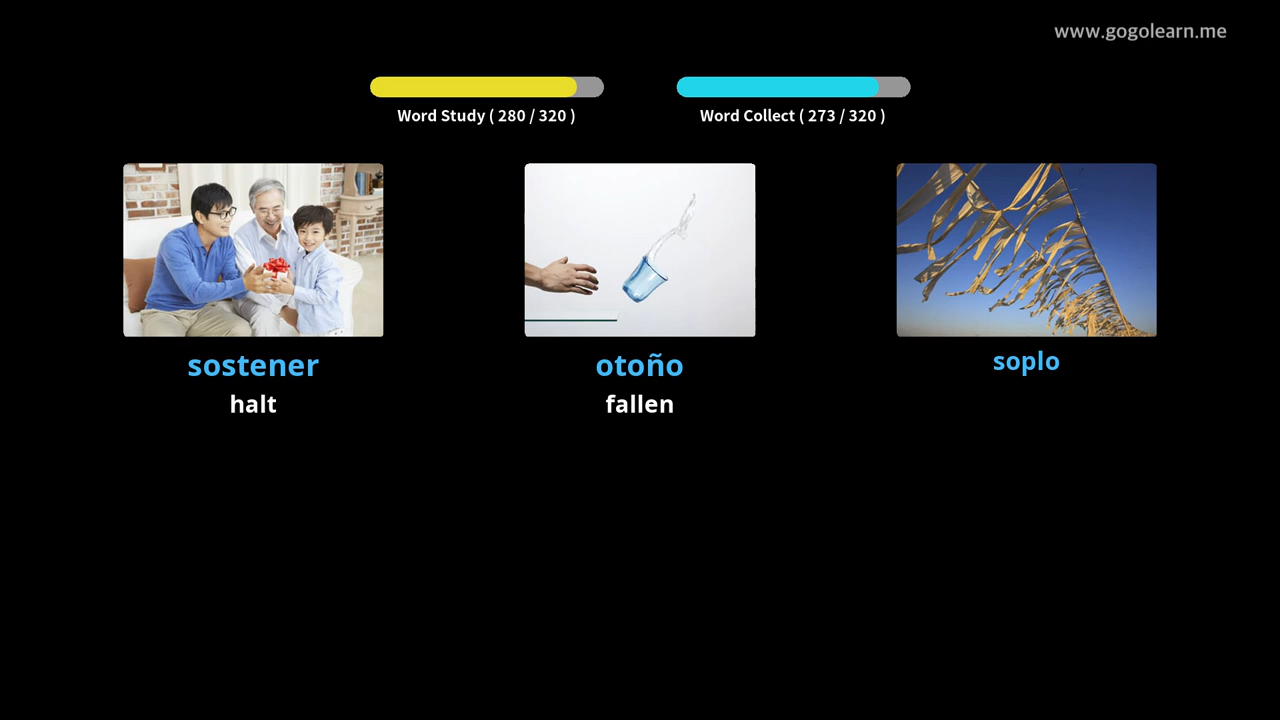 www.gogolearn.me
Word Study ( 280 / 320 )
Word Collect ( 273 / 320 )
sostener
halt
otoño
fallen
soplo